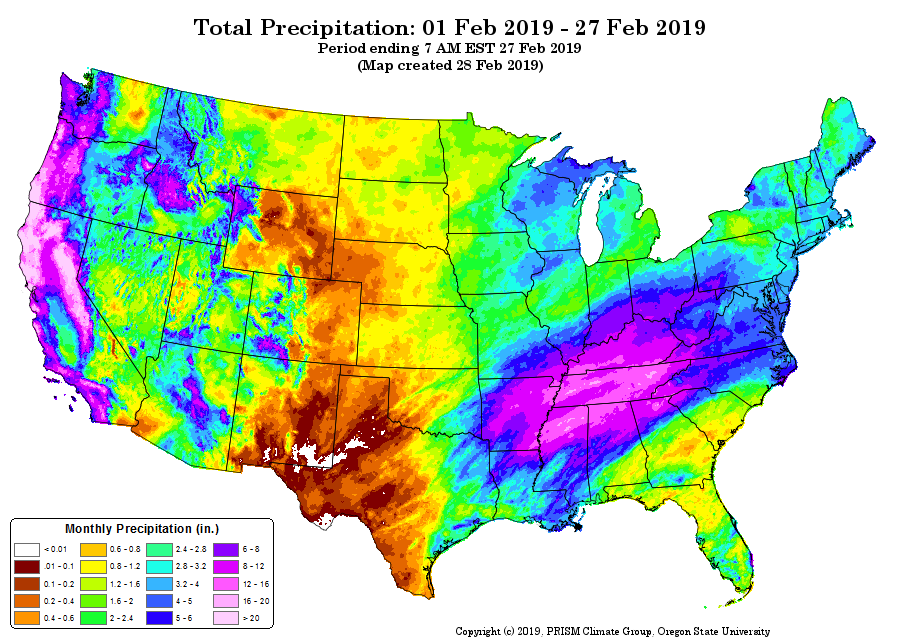 Total Precipitation: 01 Feb 2019 - 27 Feb 2019
Period ending 7 AM EST 27 Feb 2019
(Map created 28 Feb 2019)
Monthly Precipitation (in.)
< 0.01 0.6 - 0.8 2.4 - 2.8 6 - 8
.01 - 0.1 0.8 - 1.2 2.8 - 3.2 8 - 12
0.1 - 0.2 1.2 - 1.6 3.2 - 4 12 - 16
0.2 - 0.4 1.6 - 2 4 - 5 16 - 20
0.4 - 0.6 2 - 2.4 5 - 6 > 20
Copyright (c) 2019, PRISM Climate Group, Oregon State University